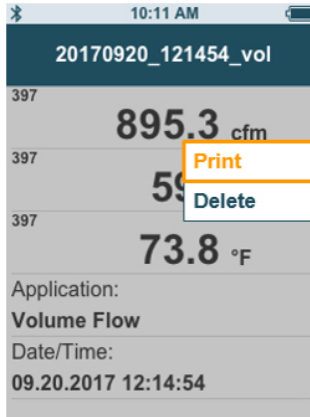 10:11 AM
20170920_121454_vol
397
895.3 cfm
397
Print
Delete
397
73.8 °F
Application:
Volume Flow
Date/Time:
09.20.2017 12:14:54